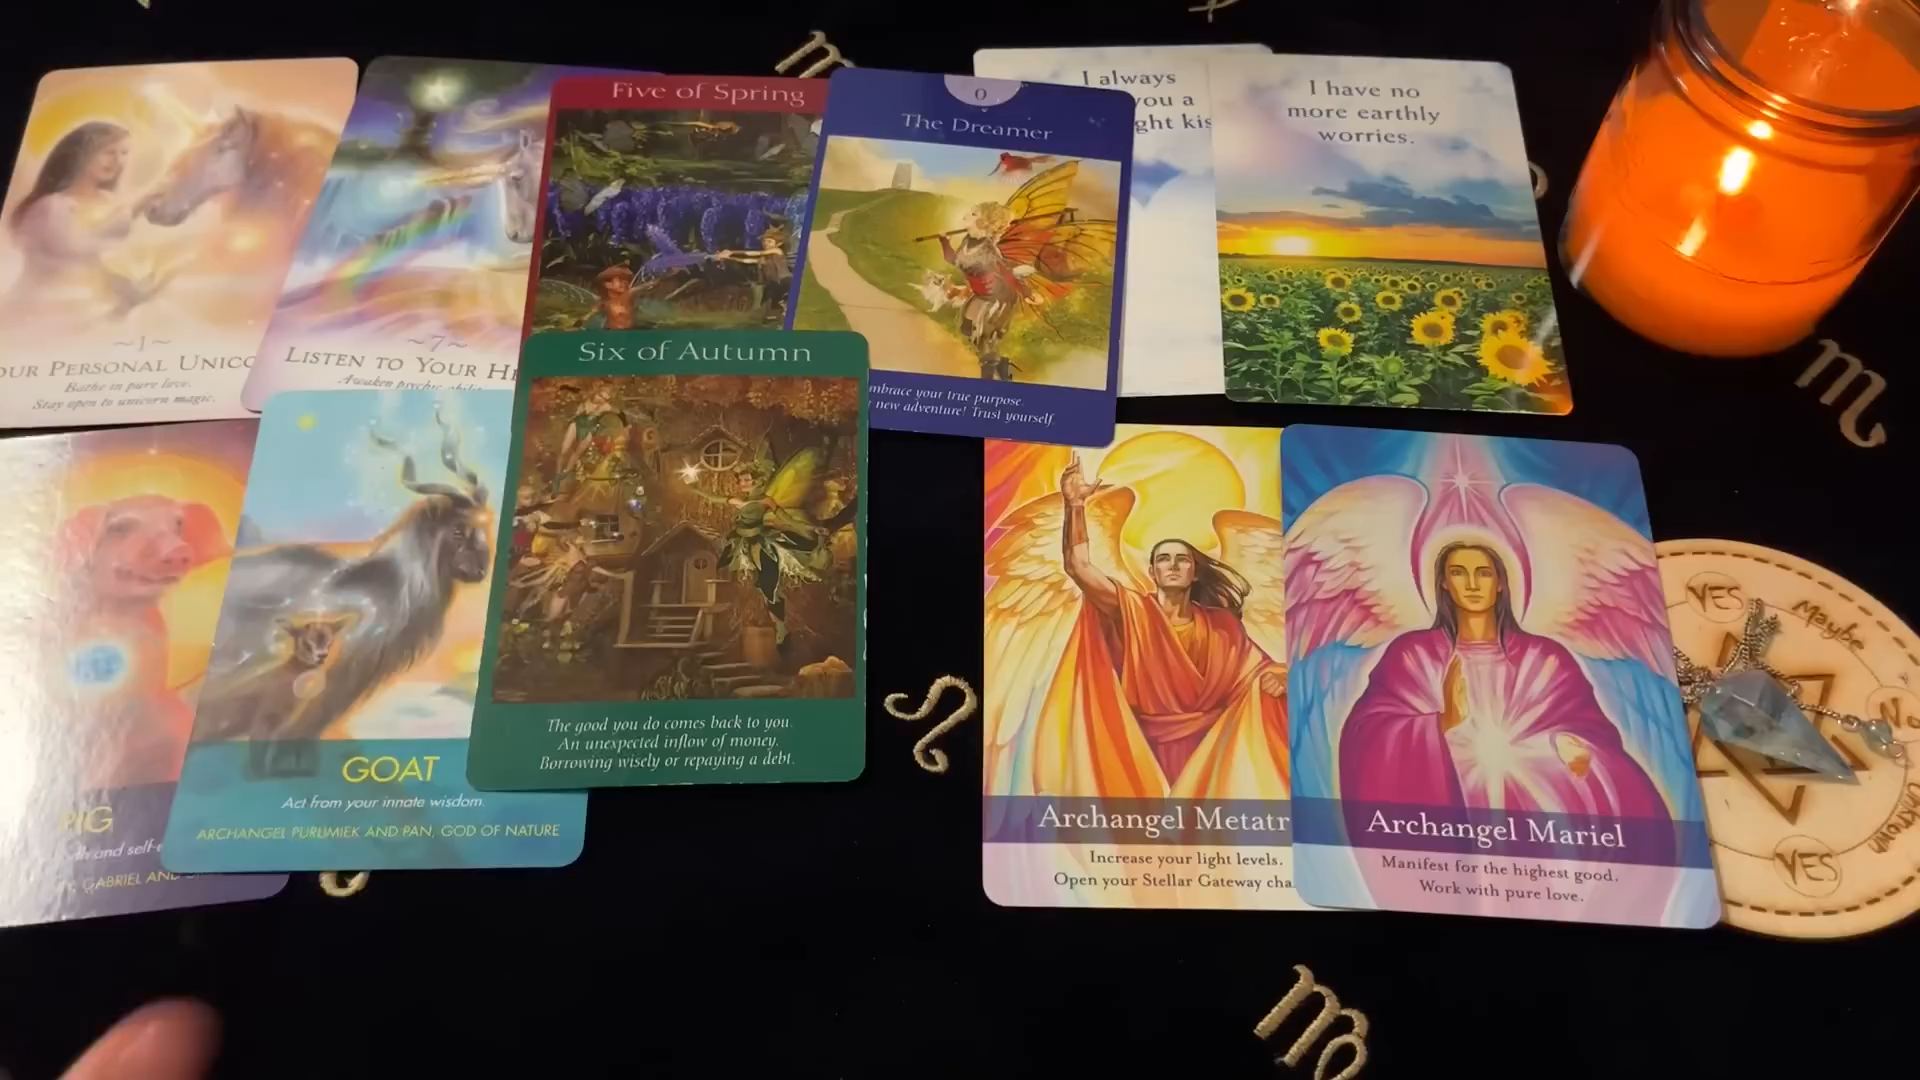 OUR PERSONAL UNICO
~1~
Bathe in pure love.
Stay open to unicorn magic.
~7~
LISTEN TO YOUR HE
Awaken psychic
Five of Spring
0
The Dreamer
mbrace your true purpose.
new adventure! Trust yourself.
I always
you a
ght kis
I have no
more earthly
worries.
PIG
and self-e
GABRIEL AND
GOAT
Act from your innate wisdom.
ARCHANGEL PURLIMIEK AND PAN, GOD OF NATURE
Six of Autumn
The good you do comes back to you.
An unexpected inflow of money.
Borrowing wisely or repaying a debt.
Archangel Metatr
Increase your light levels.
Open your Stellar Gateway cha
Archangel Mariel
Manifest for the highest good.
Work with pure love.
YES
Maybe
No
Unknown
YES